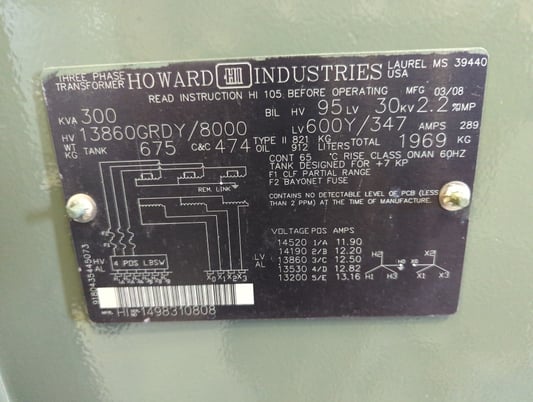 THREE PHASE TRANSFORMER HOWARD HI INDUSTRIES LAUREL MS 39440 USA
READ INSTRUCTION HI 105 BEFORE OPERATING MFG 03/08
KVA 300 BIL HV 95 LV 30 KV 2.2 %IMP
HV 13860GRDY/8000 LV 600Y/347 AMPS 289
WT KG TANK 675 C&C 474 TYPE II OIL 821 KG 912 LITERS TOTAL 1969 KG
CONT 65 °C RISE CLASS ONAN 60HZ
TANK DESIGNED FOR +7 KP
F1 CLF PARTIAL RANGE
F2 BAYONET FUSE
REM. LINK
CONTAINS NO DETECTABLE LEVEL OF PCB (LESS
THAN 2 PPM) AT THE TIME OF MANUFACTURE.
VOLTAGE POS AMPS
14520 1/A 11.90
14190 2/B 12.20
13860 3/C 12.50
13530 4/D 12.82
13200 5/E 13.16
HV AL
4 POS LBSW
LV AL
X0 X1 X2 X3
H2 X2
H0 X0
H1 H3 X1 X3
9180435445073
HI 1498310808